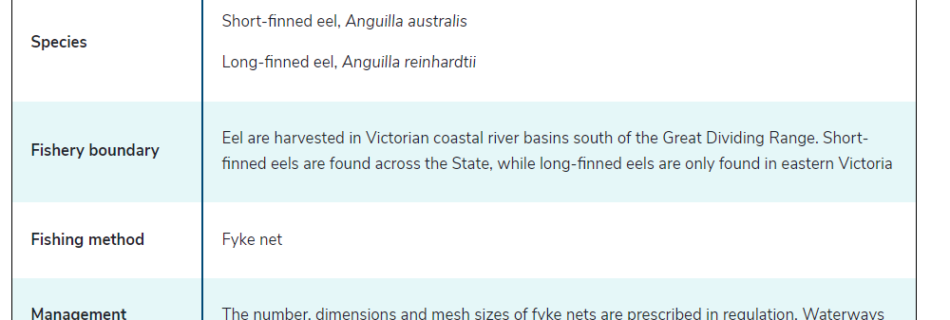 Species
Short-finned eel, Anguilla australis
Long-finned eel, Anguilla reinhardtii
Fishery boundary
Eel are harvested in Victorian coastal river basins south of the Great Dividing Range. Short-
finned eels are found across the State, while long-finned eels are only found in eastern Victoria
Fishing method
Fyke net
Management
The number, dimensions and mesh sizes of fyke nets are prescribed in regulation. Waterways